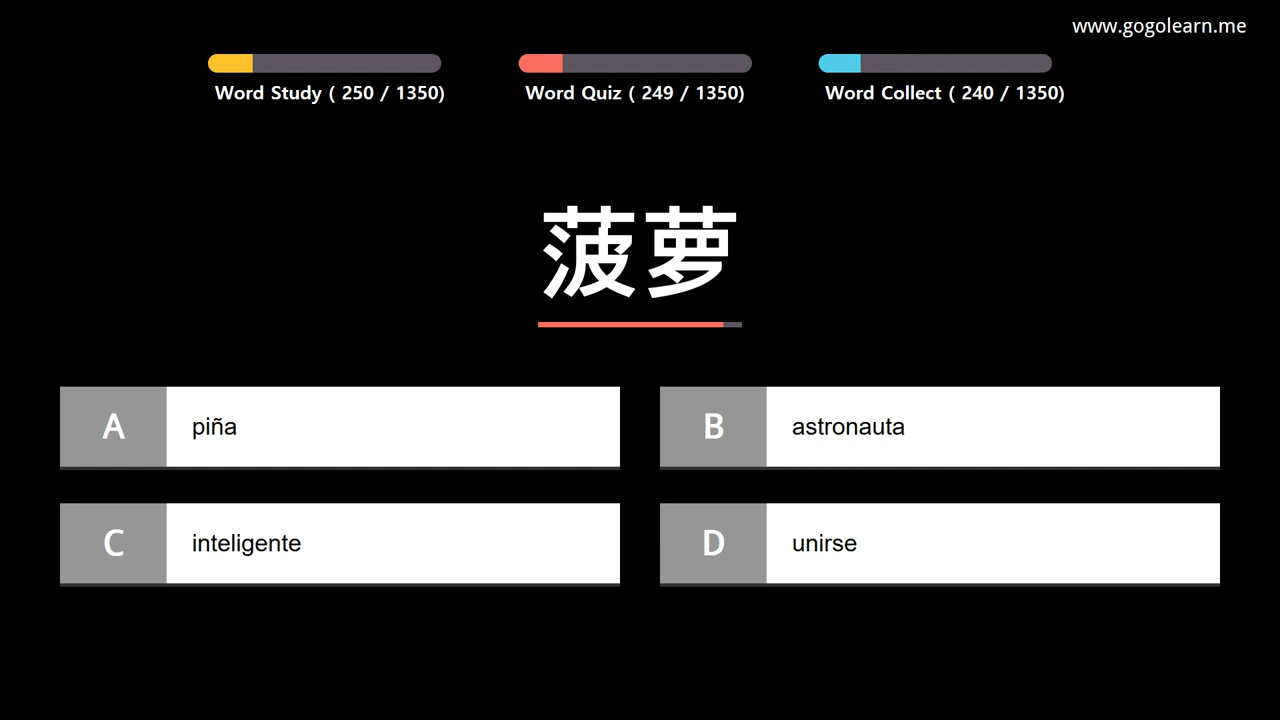 www.gogolearn.me
Word Study ( 250 / 1350)
Word Quiz ( 249 / 1350)
Word Collect ( 240 / 1350)
菠萝
A piña
B astronauta
C inteligente
D unirse